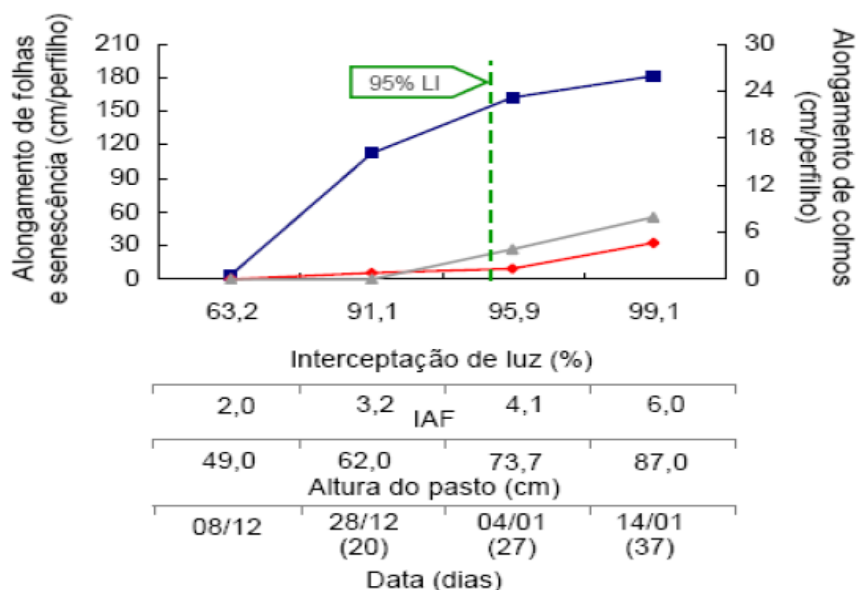 Alongamento de folhas
e senescência (cm/perfilho)
210
180
150
120
90
60
30
0
95% LI
30
24
18
12
6
0
Alongamento de colmos
(cm/perfilho)
63,2 91,1 95,9 99,1
Interceptação de luz (%)
2,0 3,2 4,1 6,0
IAF
49,0 62,0 73,7 87,0
Altura do pasto (cm)
08/12 28/12 04/01 14/01
(20) (27) (37)
Data (dias)